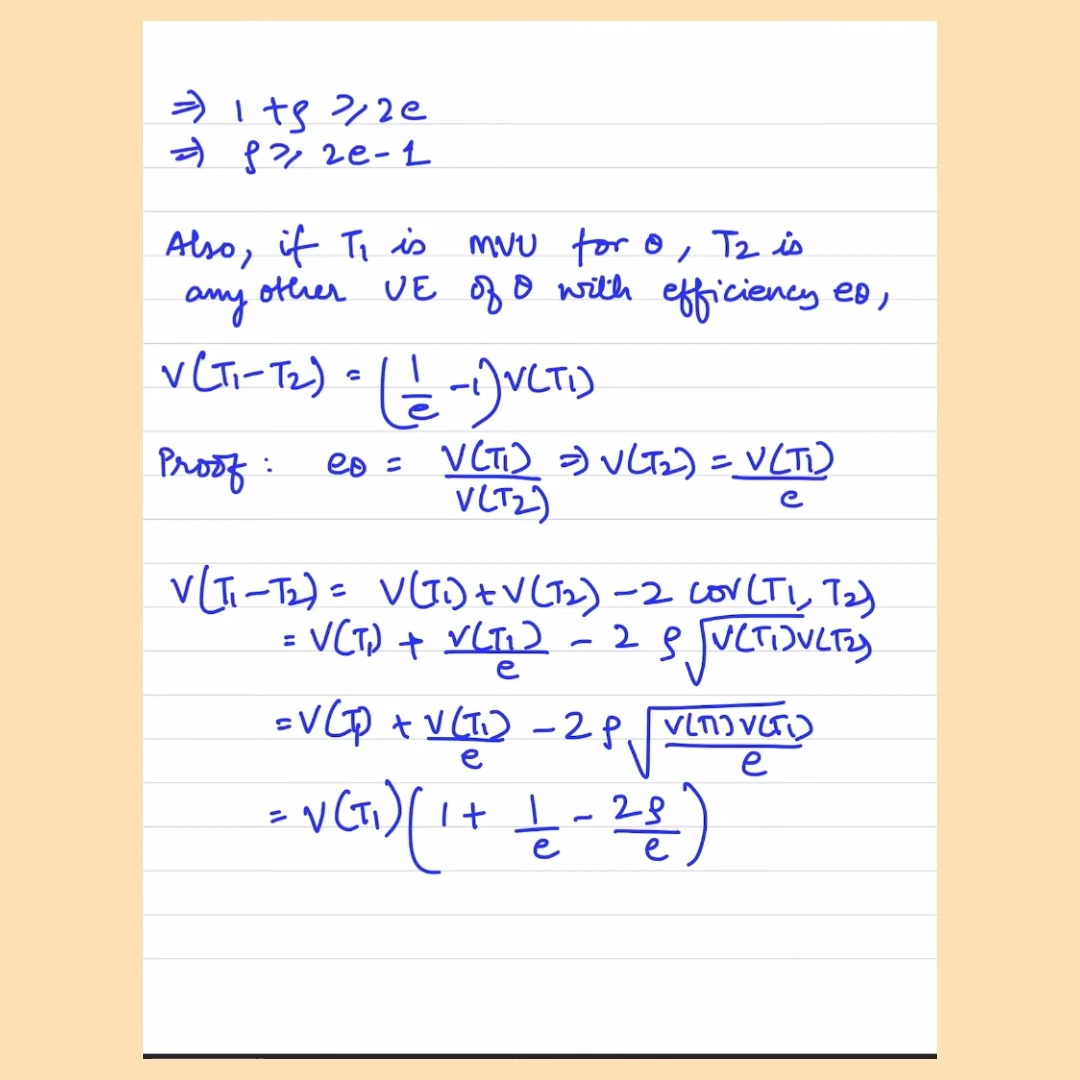 ⇒ 1 + ρ ≥ 2e
⇒ ρ ≥ 2e - 1
Also, if T₁ is MVU for θ, T₂ is
any other UE of θ with efficiency eθ,
V(T₁-T₂) = (1/e - 1)V(T₁)
Proof: eθ = V(T₁)/V(T₂) ⇒ V(T₂) = V(T₁)/e
V(T₁-T₂) = V(T₁) + V(T₂) - 2 cov(T₁, T₂)
= V(T₁) + V(T₁)/e - 2 ρ √(V(T₁)V(T₂))
= V(T₁) + V(T₁)/e - 2ρ √(V(T₁)V(T₁)/e)
= V(T₁)(1 + 1/e - 2ρ/e)